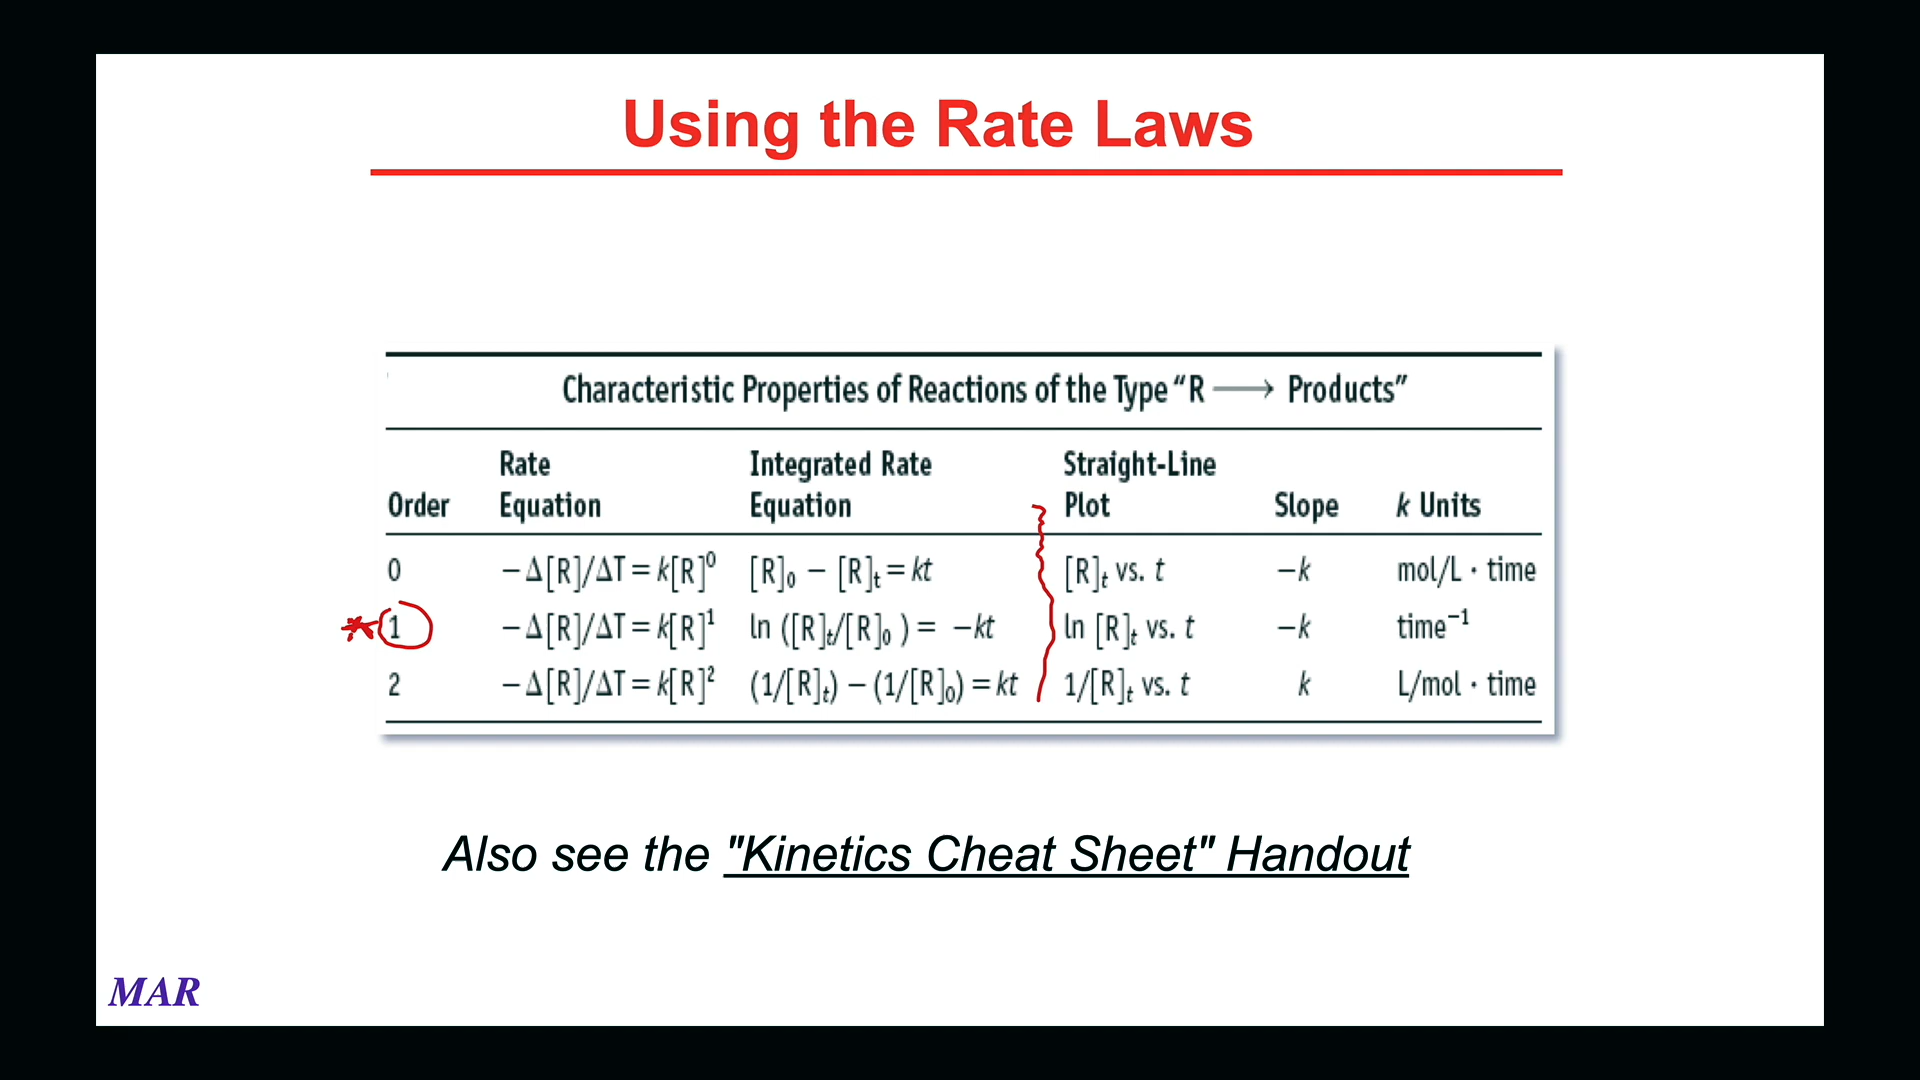 Using the Rate Laws
Characteristic Properties of Reactions of the Type “R ⟶ Products”
Order Rate Equation Integrated Rate Equation Straight-Line Plot Slope k Units
0 −Δ[R]/ΔT = k[R]⁰ [R]₀ − [R]ₜ = kt [R]ₜ vs. t −k mol/L · time
1 −Δ[R]/ΔT = k[R]¹ ln ([R]ₜ/[R]₀ ) = −kt ln [R]ₜ vs. t −k time⁻¹
2 −Δ[R]/ΔT = k[R]² (1/[R]ₜ) − (1/[R]₀) = kt 1/[R]ₜ vs. t k L/mol · time
Also see the "Kinetics Cheat Sheet" Handout
MAR